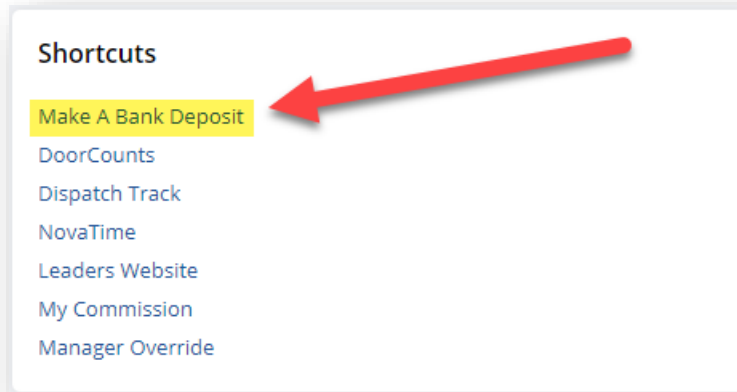 Shortcuts
Make A Bank Deposit
DoorCounts
Dispatch Track
NovaTime
Leaders Website
My Commission
Manager Override